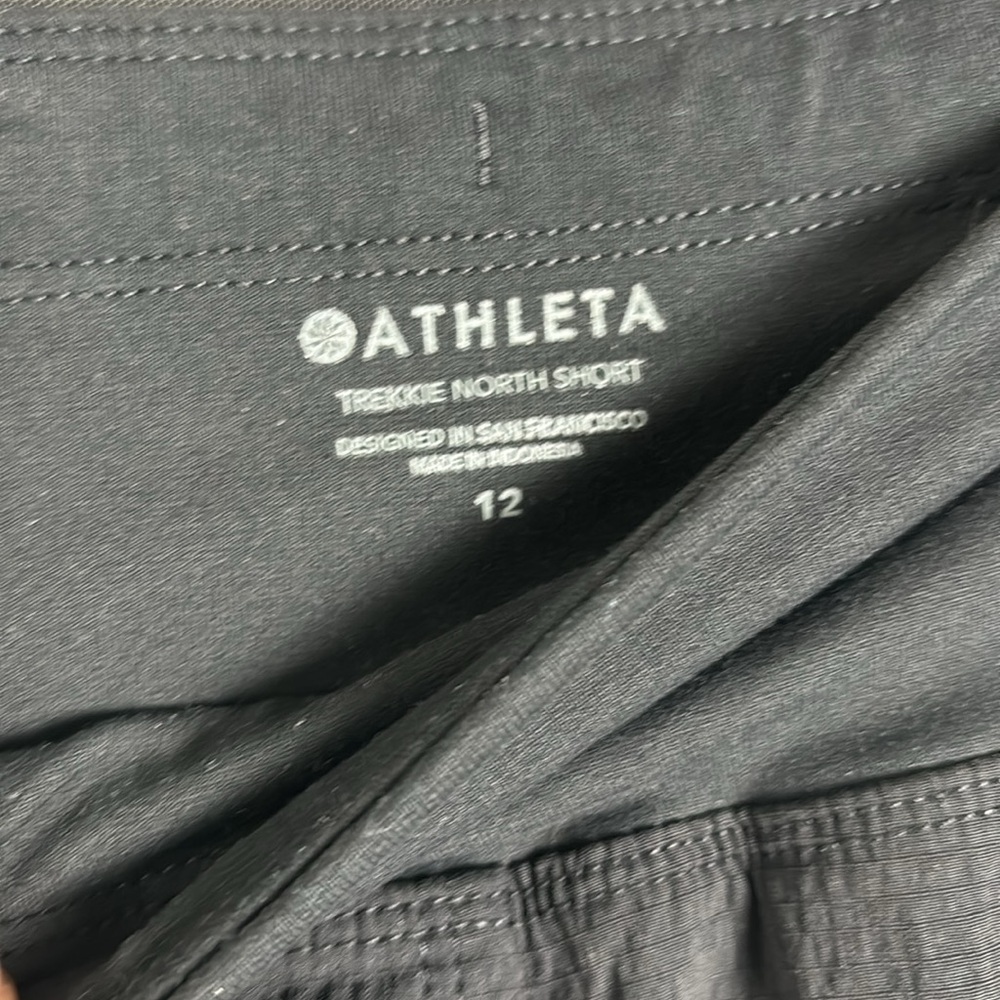 ATHLETA
TREKKIE NORTH SHORT
DESIGNED IN SAN FRANCISCO
MADE IN INDONESIA
12